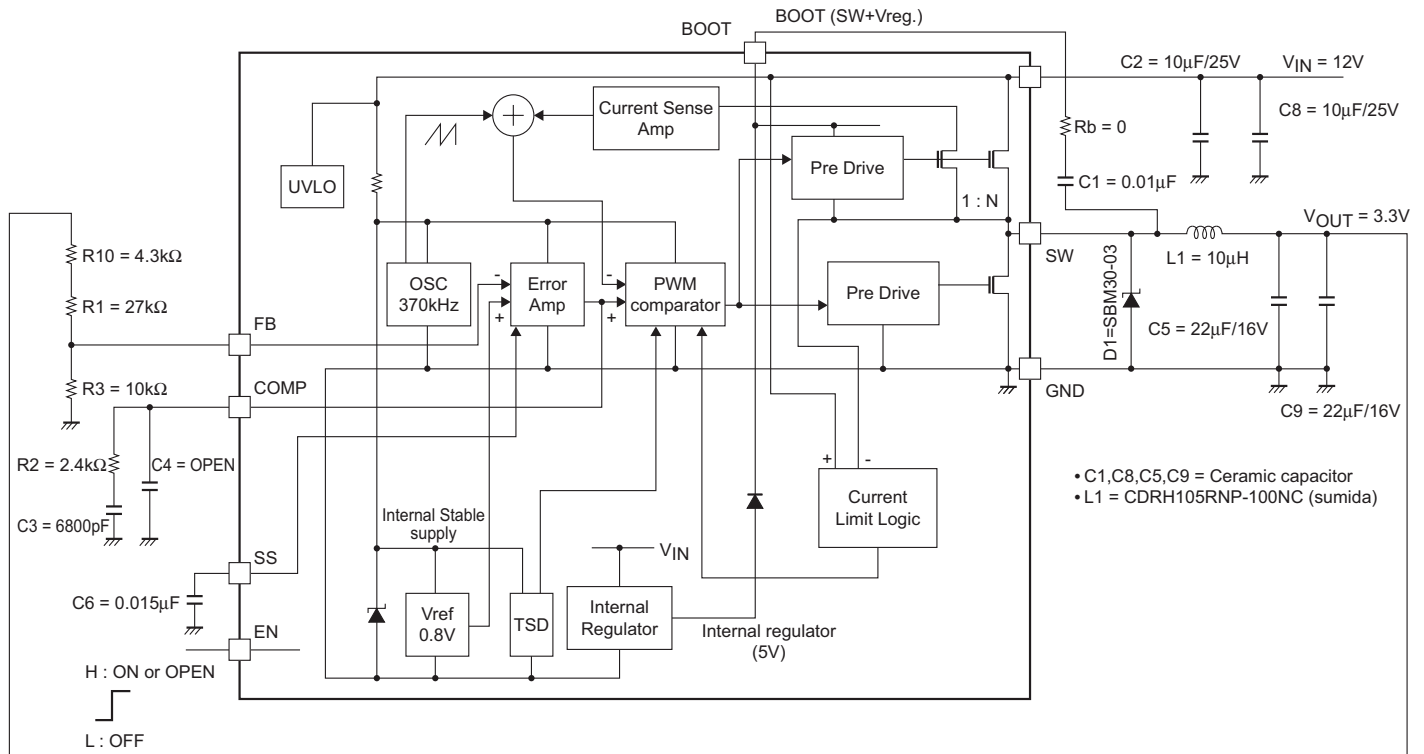 BOOT (SW+Vreg.)
BOOT
C2 = 10μF/25V
VIN = 12V
C8 = 10μF/25V
Current Sense
Amp
+
Rb = 0
UVLO
Pre Drive
C1 = 0.01μF
1 : N
VOUT = 3.3V
R10 = 4.3kΩ
SW
L1 = 10μH
OSC
370kHz
-
+
Error
Amp
-
+
PWM
comparator
Pre Drive
R1 = 27kΩ
FB
D1=SBM30-03
C5 = 22μF/16V
R3 = 10kΩ
COMP
GND
C9 = 22μF/16V
R2 = 2.4kΩ
C4 = OPEN
+
-
• C1,C8,C5,C9 = Ceramic capacitor
• L1 = CDRH105RNP-100NC (sumida)
Current
Limit Logic
C3 = 6800pF
Internal Stable
supply
VIN
SS
C6 = 0.015μF
Vref
0.8V
TSD
Internal
Regulator
Internal regulator
(5V)
EN
H : ON or OPEN
L : OFF